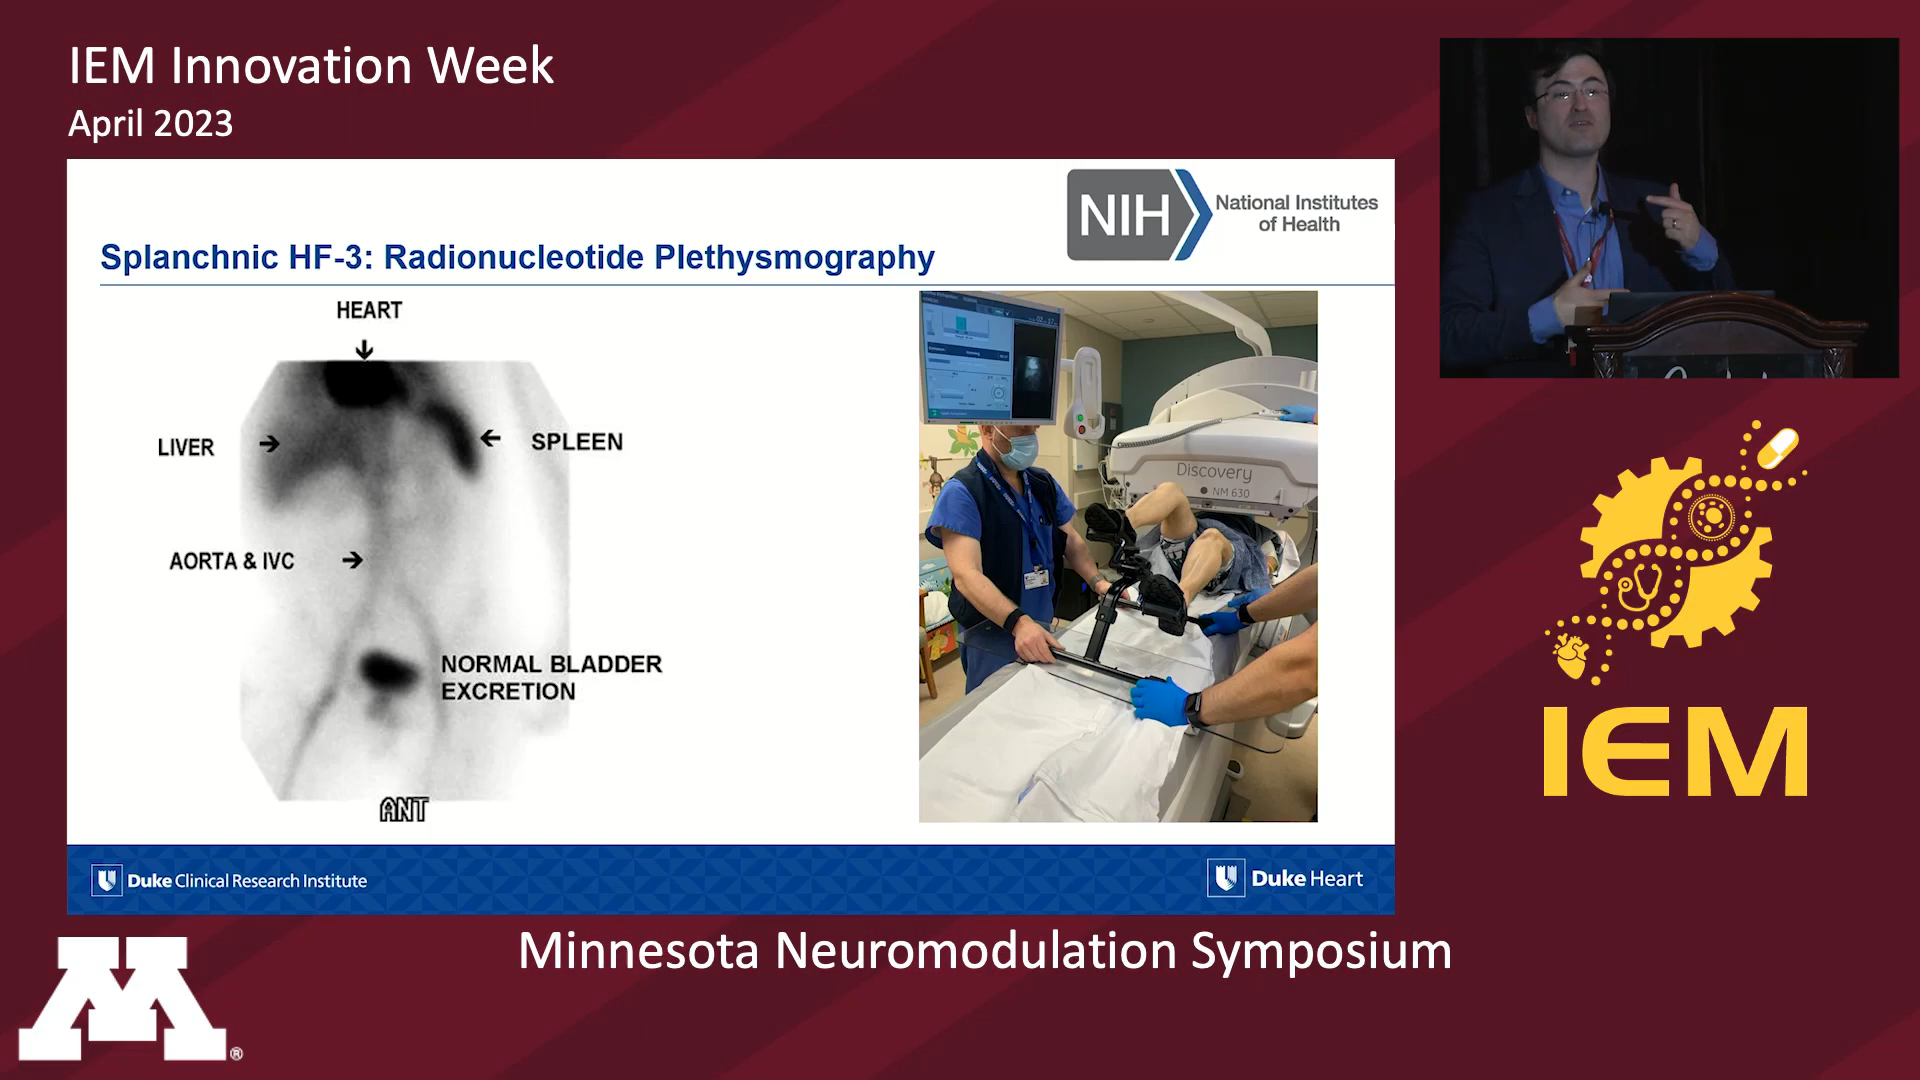 IEM Innovation Week
April 2023
NIH
National Institutes
of Health
Splanchnic HF-3: Radionucleotide Plethysmography
HEART
LIVER
SPLEEN
AORTA & IVC
NORMAL BLADDER
EXCRETION
ANT
Discovery
NM 630
Duke Clinical Research Institute
Duke Heart
IEM
Minnesota Neuromodulation Symposium
M
®